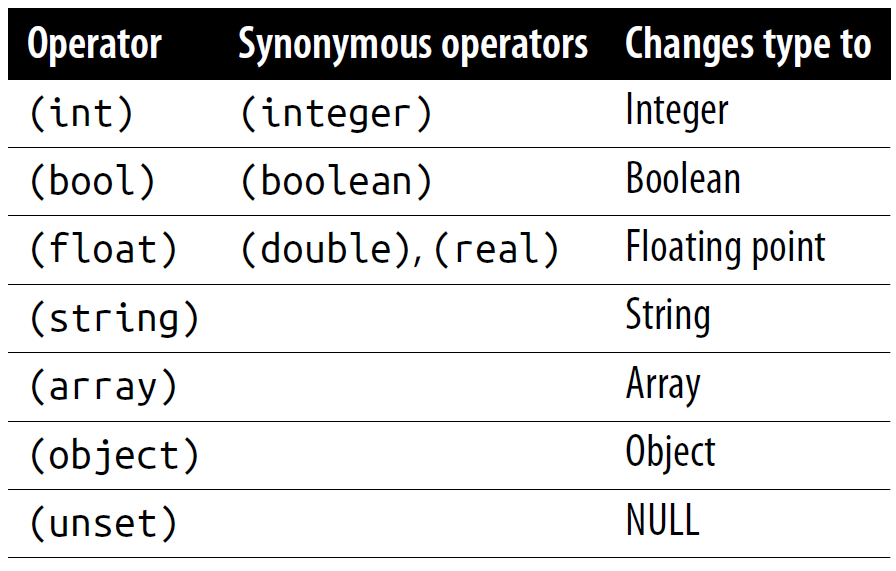 Operator Synonymous operators Changes type to
(int) (integer) Integer
(bool) (boolean) Boolean
(float) (double), (real) Floating point
(string) String
(array) Array
(object) Object
(unset) NULL